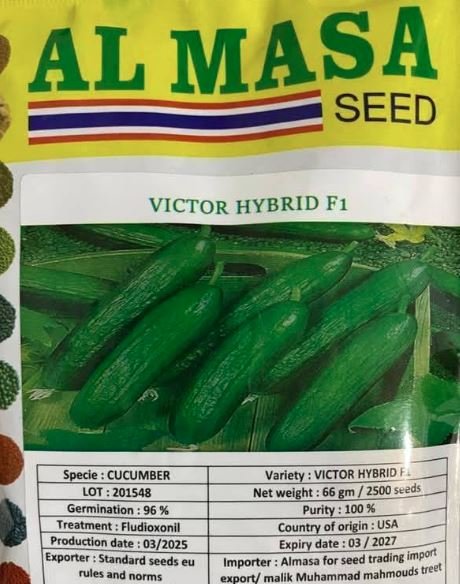 AL MASA
SEED
VICTOR HYBRID F1
Specie : CUCUMBER
Variety : VICTOR HYBRID F1
LOT : 201548
Net weight : 66 gm / 2500 seeds
Germination : 96 %
Purity : 100 %
Treatment : Fludioxonil
Country of origin : USA
Production date : 03/2025
Expiry date : 03 / 2027
Exporter : Standard seeds eu
rules and norms
Importer : Almasa for seed trading import
export/ malik Muhammad mahmouds treet